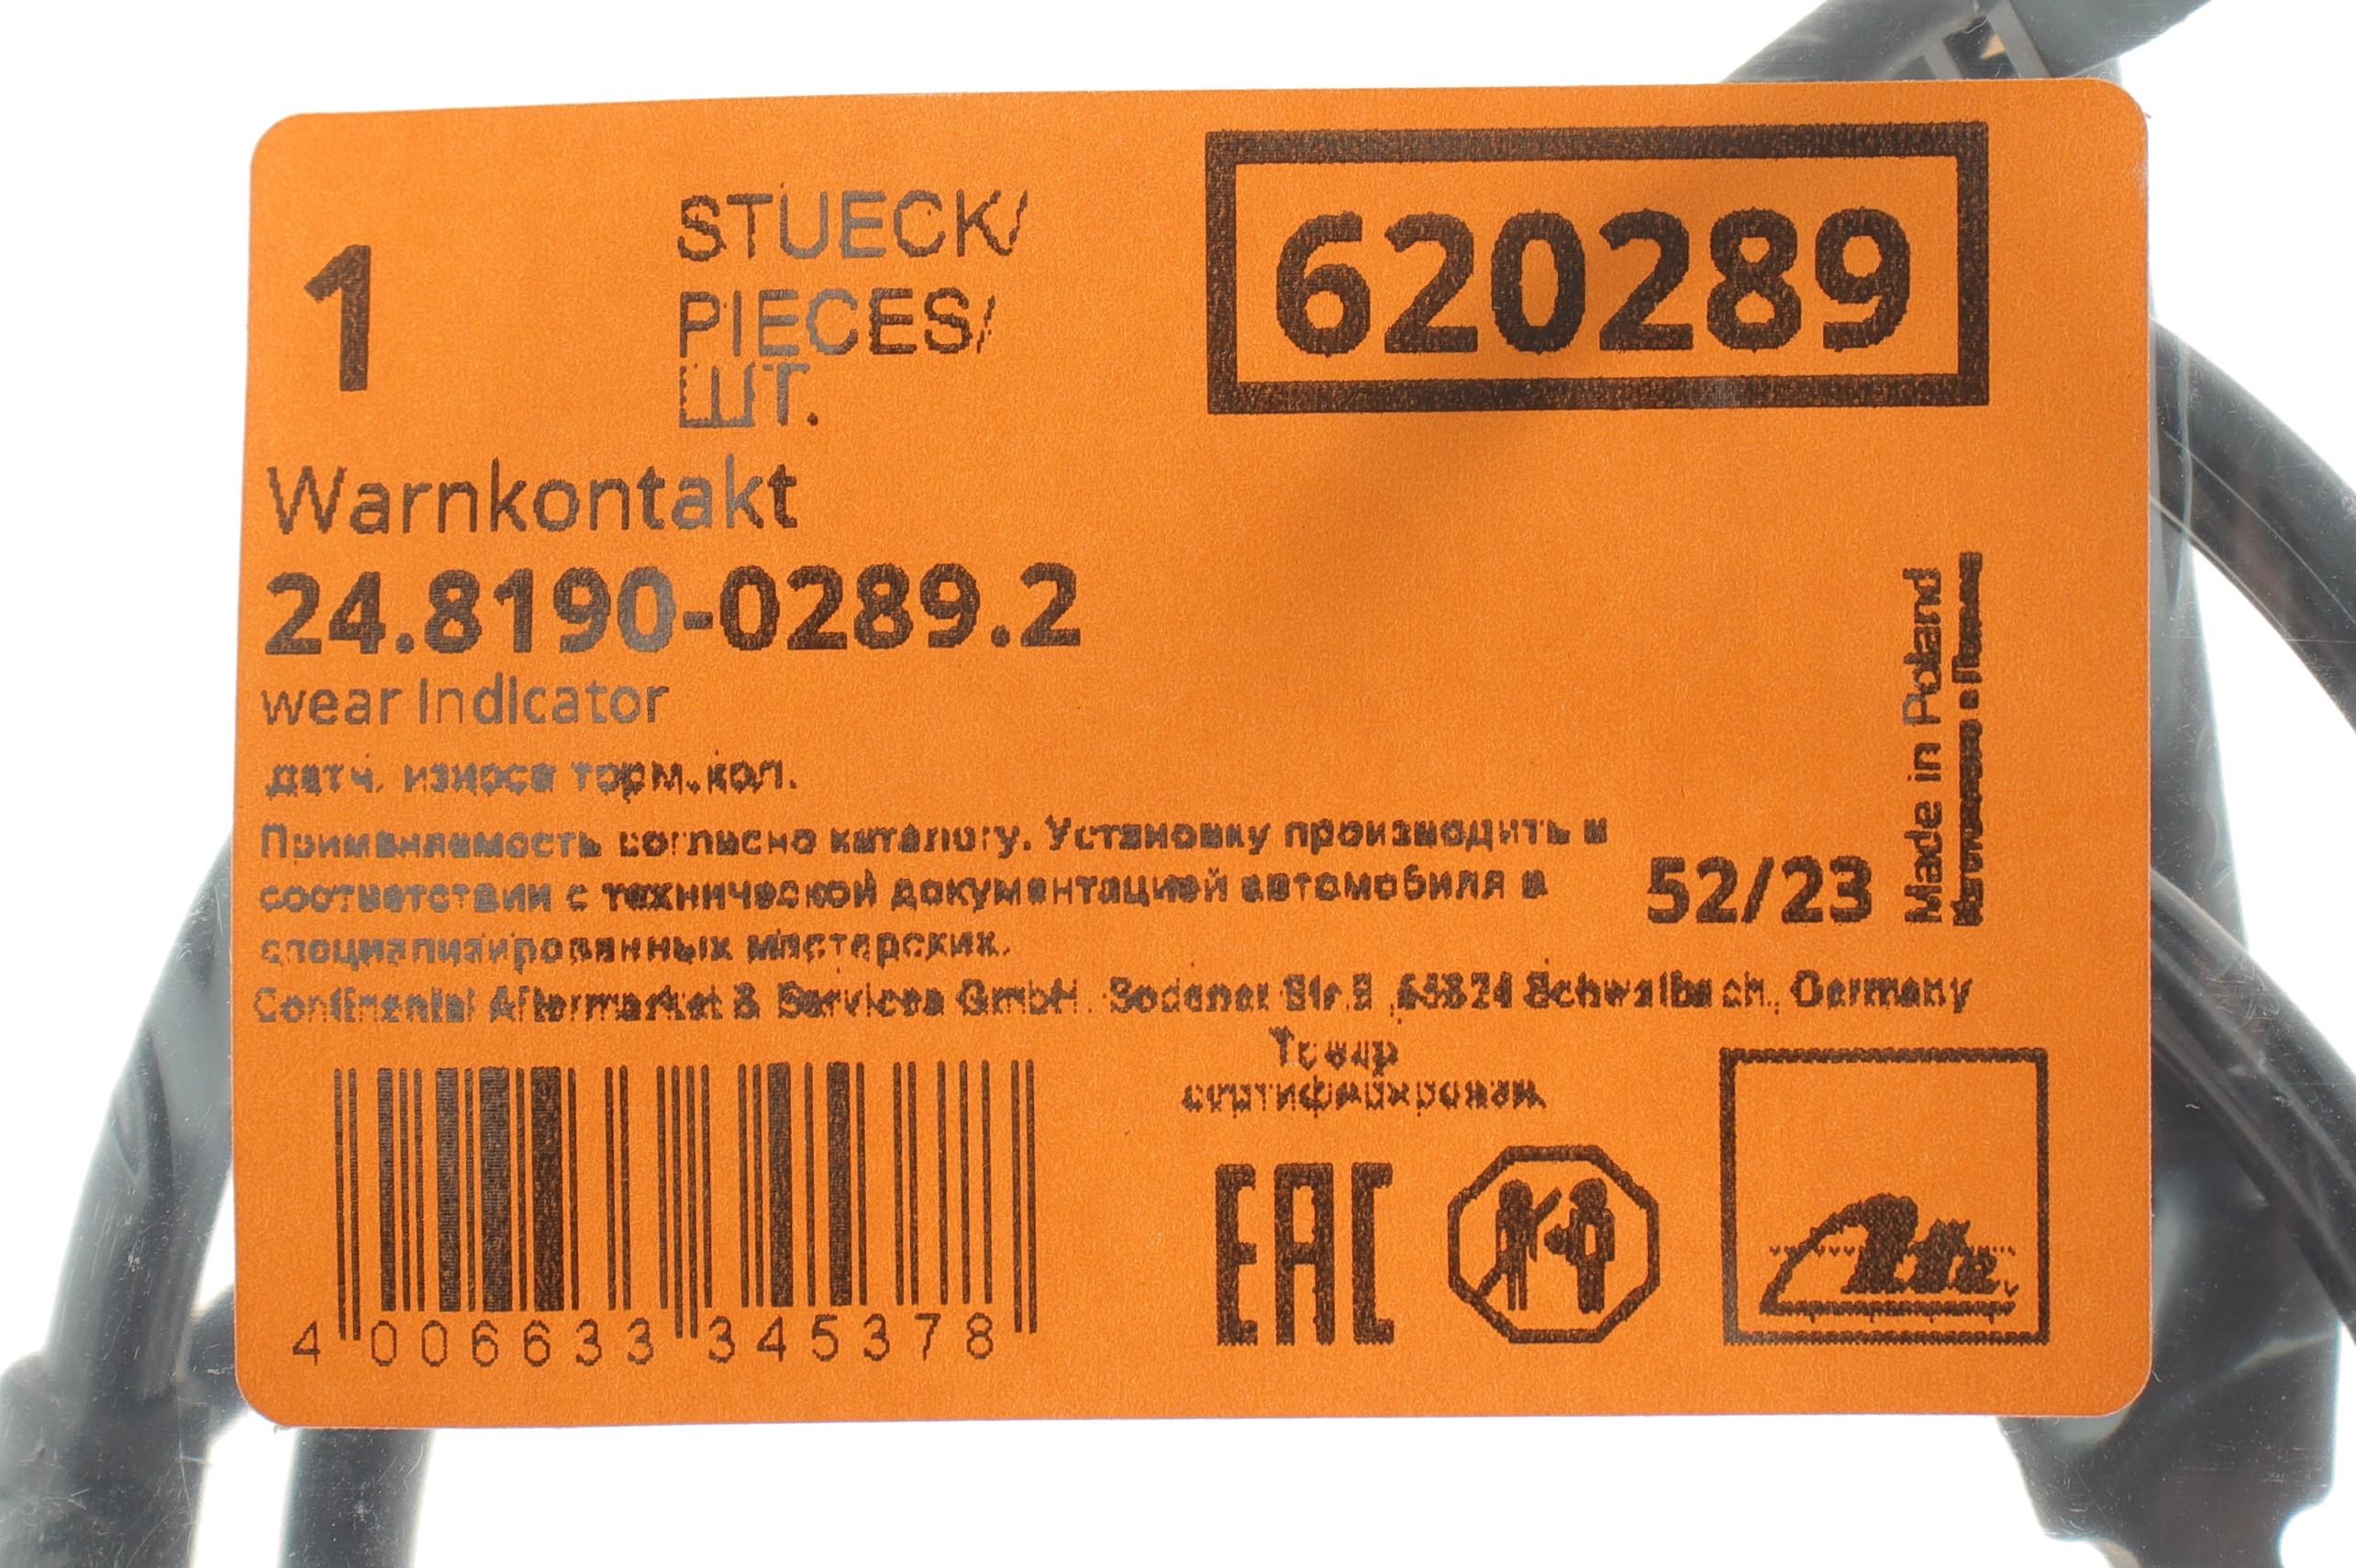 1
STUECK/
PIECES/
ШТ.
620289
Warnkontakt
24.8190-0289.2
wear indicator
датч. износа торм.кол.
Применяемость согласно каталогу. Установку производить в
соответствии с технической документацией автомобиля в
специализированных мастерских.
52/23
Made in Poland
Continental Aftermarket & Services GmbH. Sodener Str.9 ,65824 Schwalbach, Germany
Товар
сертифицирован.
4 006633 345378
EAC
Ate